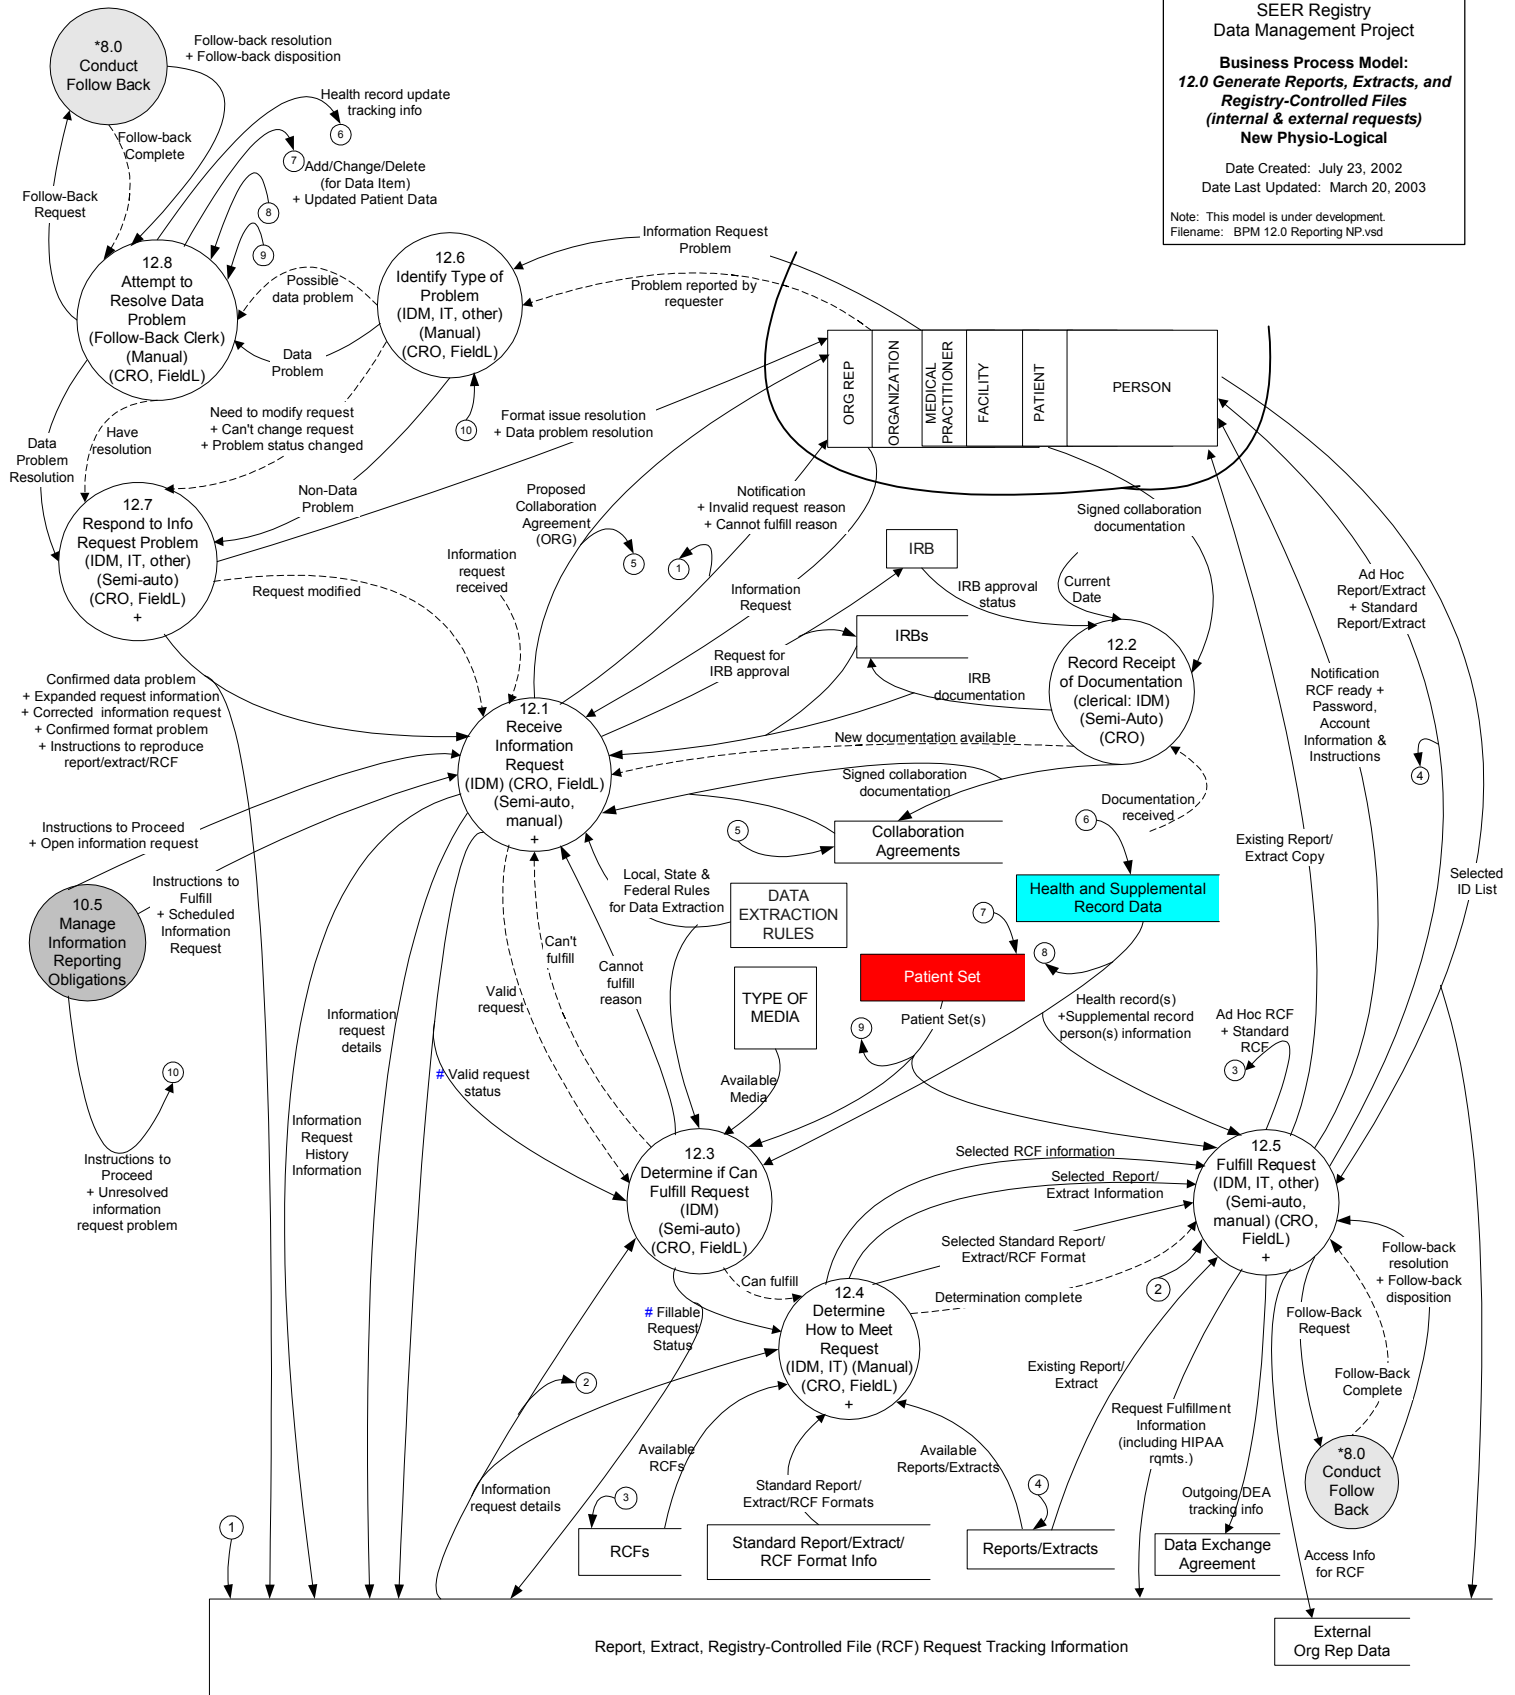 SEER Registry
Data Management Project
Business Process Model:
12.0 Generate Reports, Extracts, and
Registry-Controlled Files
(internal & external requests)
New Physio-Logical
Date Created: July 23, 2002
Date Last Updated: March 20, 2003
Note: This model is under development.
Filename: BPM 12.0 Reporting NP.vsd
*8.0
Conduct
Follow Back
Follow-back resolution
+ Follow-back disposition
Health record update
tracking info
6
Follow-back
Complete
7
Add/Change/Delete
(for Data Item)
+ Updated Patient Data
Follow-Back
Request
8
9
12.8
Attempt to
Resolve Data
Problem
(Follow-Back Clerk)
(Manual)
(CRO, FieldL)
Possible
data problem
Data
Problem
12.6
Identify Type of
Problem
(IDM, IT, other)
(Manual)
(CRO, FieldL)
Information Request
Problem
Problem reported by
requester
10
ORG REP
ORGANIZATION
MEDICAL
PRACTITIONER
FACILITY
PATIENT
PERSON
Need to modify request
+ Can't change request
+ Problem status changed
Format issue resolution
+ Data problem resolution
Have
resolution
Data
Problem
Resolution
Non-Data
Problem
12.7
Respond to Info
Request Problem
(IDM, IT, other)
(Semi-auto)
(CRO, FieldL)
+
Request modified
Information
request
received
Proposed
Collaboration
Agreement
(ORG)
5
Notification
+ Invalid request reason
+ Cannot fulfill reason
1
Information
Request
IRB
IRB approval
status
Current
Date
Signed collaboration
documentation
IRBs
Request for
IRB approval
IRB
documentation
12.2
Record Receipt
of Documentation
(clerical: IDM)
(Semi-Auto)
(CRO)
Ad Hoc
Report/Extract
+ Standard
Report/Extract
Notification
RCF ready +
Password,
Account
Information &
Instructions
4
Confirmed data problem
+ Expanded request information
+ Corrected information request
+ Confirmed format problem
+ Instructions to reproduce
report/extract/RCF
12.1
Receive
Information
Request
(IDM) (CRO, FieldL)
(Semi-auto,
manual)
+
New documentation available
Signed collaboration
documentation
Documentation
received
5
Collaboration
Agreements
6
Existing Report/
Extract Copy
Selected
ID List
Instructions to Proceed
+ Open information request
Instructions to
Fulfill
+ Scheduled
Information
Request
10.5
Manage
Information
Reporting
Obligations
Local, State &
Federal Rules
for Data Extraction
DATA
EXTRACTION
RULES
Health and Supplemental
Record Data
7
8
Patient Set
Can't
fulfill
Cannot
fulfill
reason
Valid
request
TYPE OF
MEDIA
Patient Set(s)
9
Health record(s)
+Supplemental record
person(s) information
Ad Hoc RCF
+ Standard
RCF
3
Information
request
details
# Valid request
status
Available
Media
10
Instructions to
Proceed
+ Unresolved
information
request problem
Information
Request
History
Information
12.3
Determine if Can
Fulfill Request
(IDM)
(Semi-auto)
(CRO, FieldL)
Selected RCF information
Selected Report/
Extract Information
Selected Standard Report/
Extract/RCF Format
Determination complete
12.5
Fulfill Request
(IDM, IT, other)
(Semi-auto,
manual) (CRO,
FieldL)
+
2
Follow-back
resolution
+ Follow-back
disposition
Can fulfill
# Fillable
Request
Status
12.4
Determine
How to Meet
Request
(IDM, IT) (Manual)
(CRO, FieldL)
+
2
Follow-Back
Request
Follow-Back
Complete
Existing Report/
Extract
Request Fulfillment
Information
(including HIPAA
rqmts.)
*8.0
Conduct
Follow
Back
Available
RCFs
Available
Reports/Extracts
Information
request details
Standard Report/
Extract/RCF Formats
3
4
Outgoing DEA
tracking info
1
RCFs
Standard Report/Extract/
RCF Format Info
Reports/Extracts
Data Exchange
Agreement
Access Info
for RCF
Report, Extract, Registry-Controlled File (RCF) Request Tracking Information
External
Org Rep Data